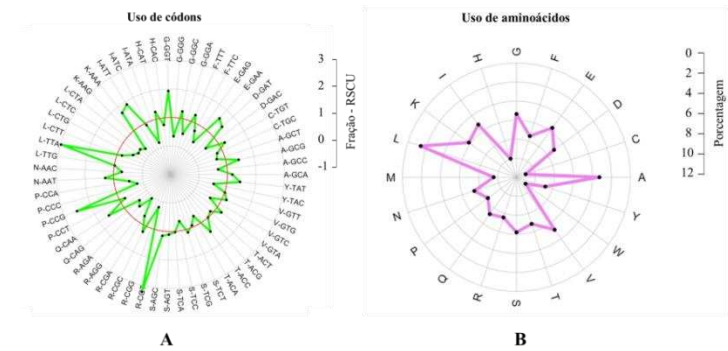 Uso de códons
G-GGT
G-GGG
G-GGC
G-GGA
F-TTT
F-TTC
E-GAG
E-GAA
D-GAT
D-GAC
C-TGT
C-TGC
A-GCT
A-GCG
A-GCC
A-GCA
Y-TAT
Y-TAC
V-GTT
V-GTG
V-GTC
V-GTA
T-ACT
T-ACG
T-ACC
T-ACA
S-TCT
S-TCG
S-TCC
S-TCA
S-AGT
S-AGC
R-CGG
R-CGC
R-CGA
R-AGG
R-AGA
Q-CAG
Q-CAA
P-CCT
P-CCG
P-CCC
P-CCA
N-AAT
N-AAC
L-TTG
L-TTA
L-CTT
L-CTG
L-CTC
L-CTA
K-AAG
K-AAA
I-ATT
I-ATC
I-ATA
H-CAT
H-CAC
3
2
1
0
-1
Fração - RSCU
A
Uso de aminoácidos
G
F
E
D
C
A
Y
W
V
T
S
R
Q
P
N
M
L
K
I
H
0
2
4
6
8
10
12
Porcentagem
B